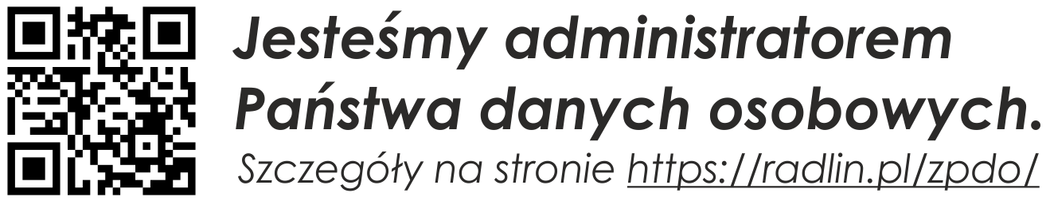 Jesteśmy administratorem
Państwa danych osobowych.
Szczegóły na stronie https://radlin.pl/zpdo/